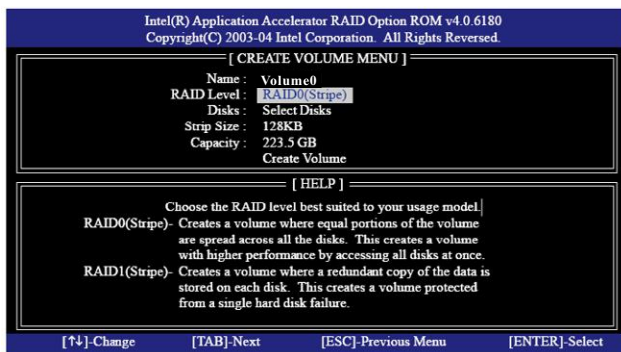 Intel(R) Application Accelerator RAID Option ROM v4.0.6180
Copyright(C) 2003-04 Intel Corporation. All Rights Reversed.
[ CREATE VOLUME MENU ]
Name : Volume0
RAID Level : RAID0(Stripe)
Disks : Select Disks
Strip Size : 128KB
Capacity : 223.5 GB
Create Volume
[ HELP ]
Choose the RAID level best suited to your usage model.
RAID0(Stripe)- Creates a volume where equal portions of the volume
are spread across all the disks. This creates a volume
with higher performance by accessing all disks at once.
RAID1(Stripe)- Creates a volume where a redundant copy of the data is
stored on each disk. This creates a volume protected
from a single hard disk failure.
[↑↓]-Change [TAB]-Next [ESC]-Previous Menu [ENTER]-Select